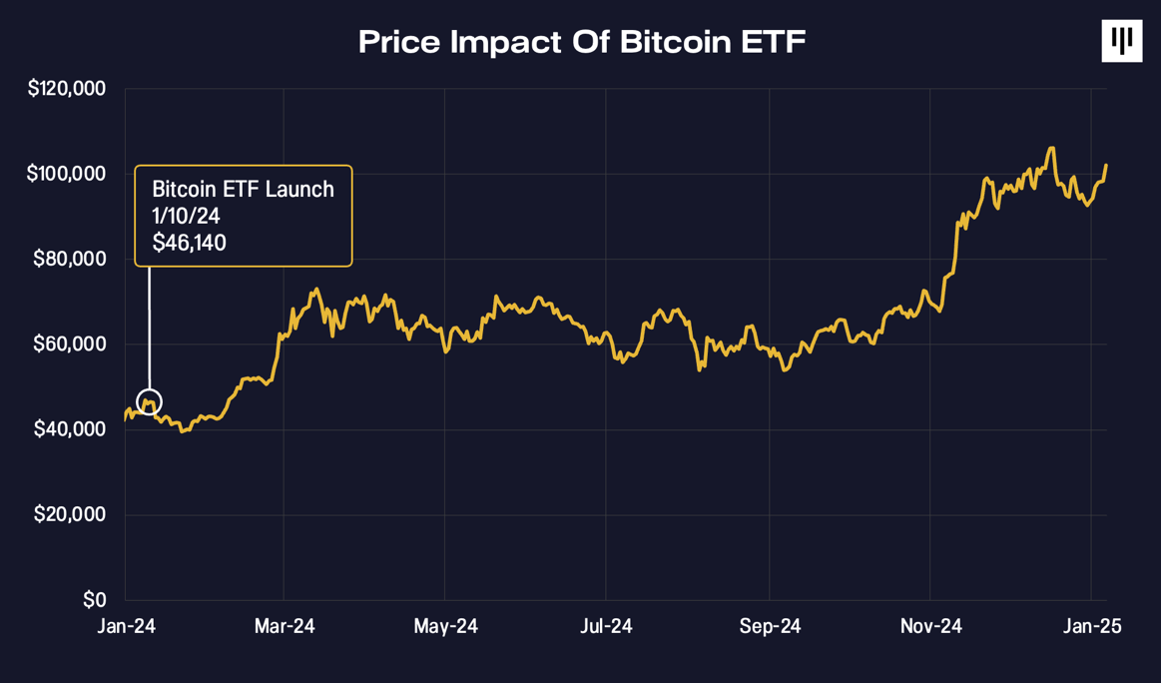 Price Impact Of Bitcoin ETF
$120,000
$100,000
$80,000
$60,000
$40,000
$20,000
$0
Bitcoin ETF Launch
1/10/24
$46,140
Jan-24
Mar-24
May-24
Jul-24
Sep-24
Nov-24
Jan-25